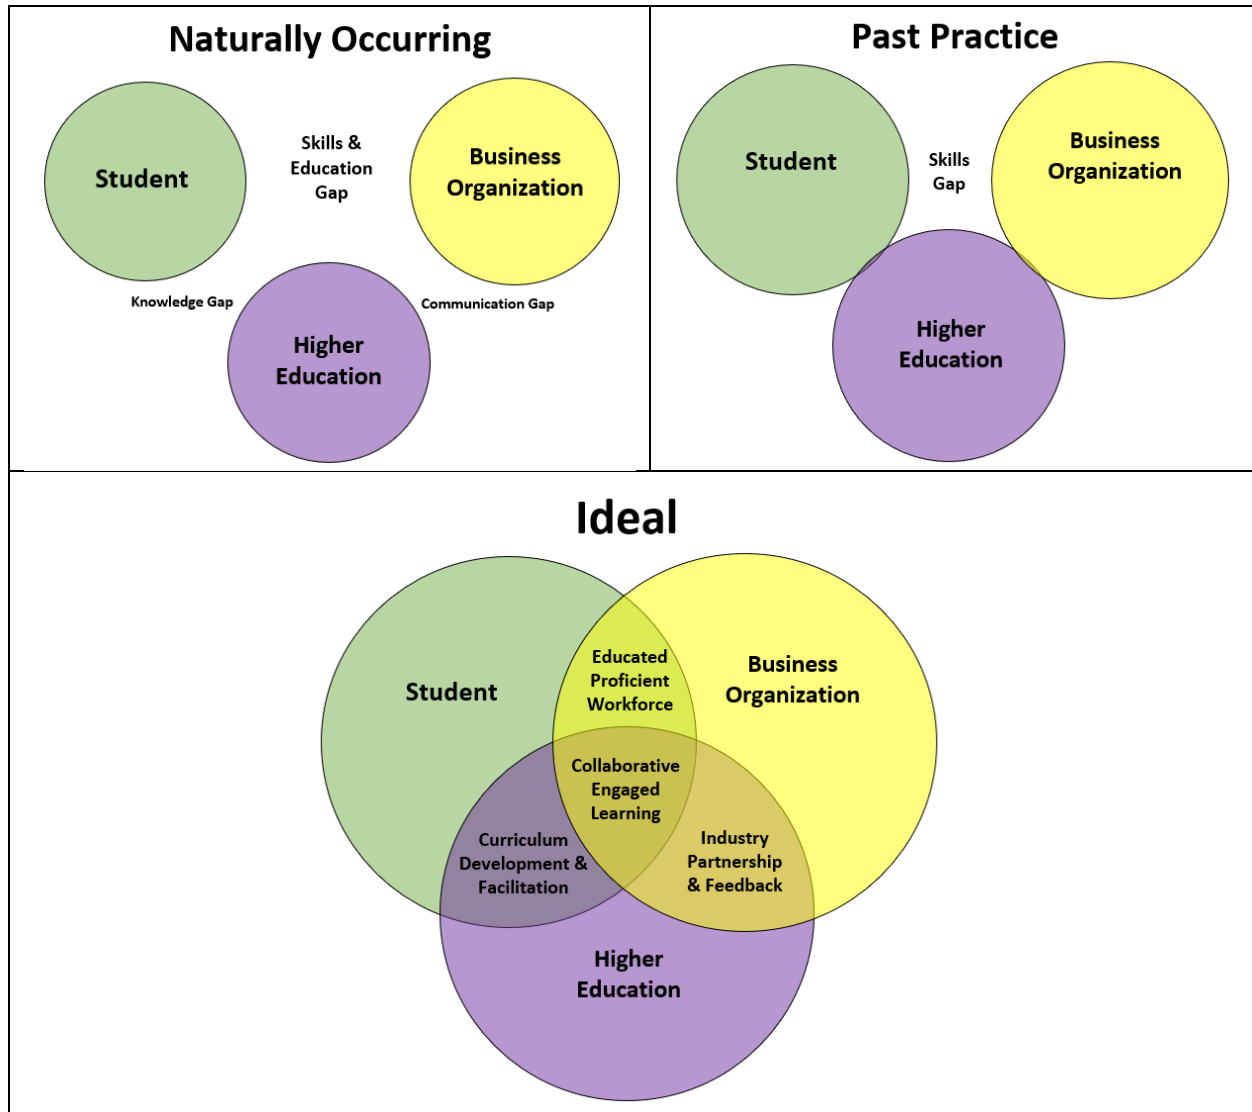 Naturally Occurring
Student
Skills &
Education
Gap
Business
Organization
Knowledge Gap
Communication Gap
Higher
Education
Past Practice
Student
Skills
Gap
Business
Organization
Higher
Education
Ideal
Student
Educated
Proficient
Workforce
Business
Organization
Collaborative
Engaged
Learning
Curriculum
Development &
Facilitation
Industry
Partnership
& Feedback
Higher
Education